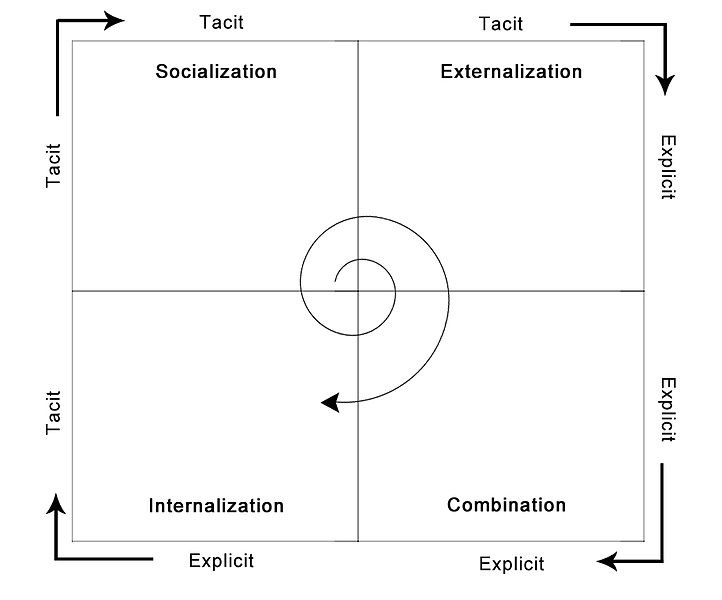 Tacit
Tacit
Socialization
Externalization
Tacit
Explicit
Tacit
Explicit
Internalization
Combination
Explicit
Explicit